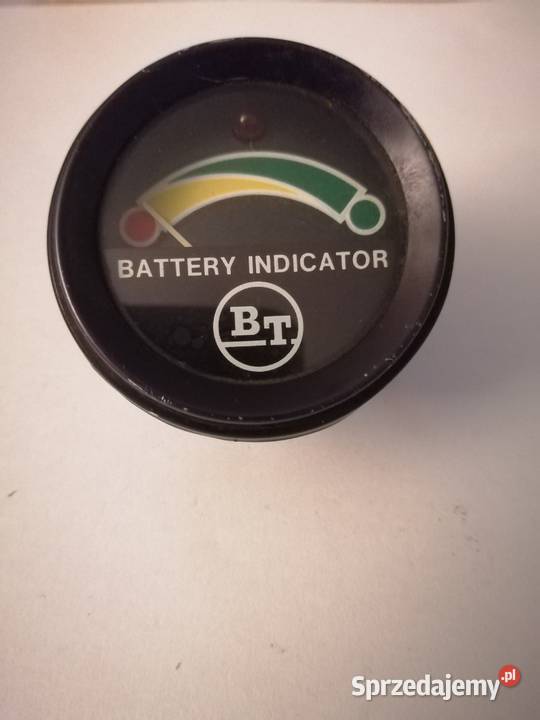 BATTERY INDICATOR
BT
Sprzedajemy.pl